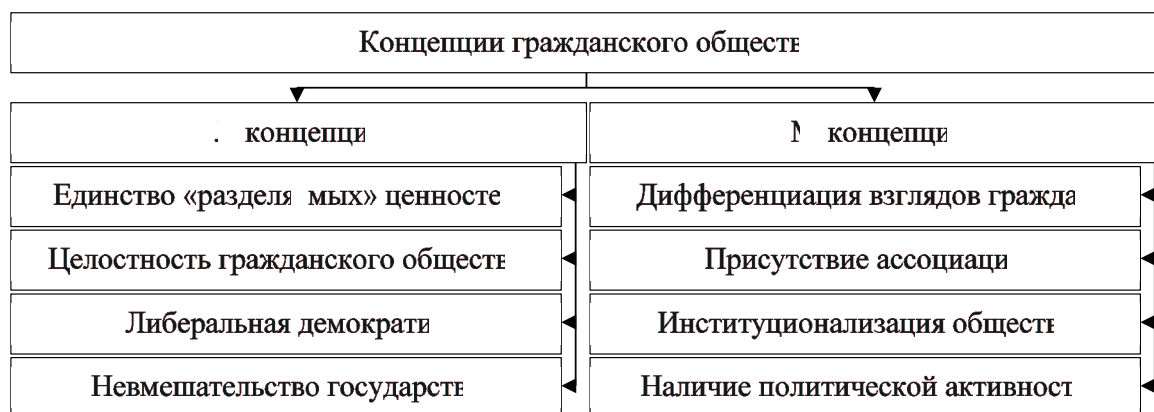 Концепции гражданского обществ
концепци
концепци
Единство «разделя мых» ценносте
Дифференциация взглядов гражда
Целостность гражданского обществ
Присутствие ассоциаци
Либеральная демократи
Институционализация обществ
Невмешательство государств
Наличие политической активност